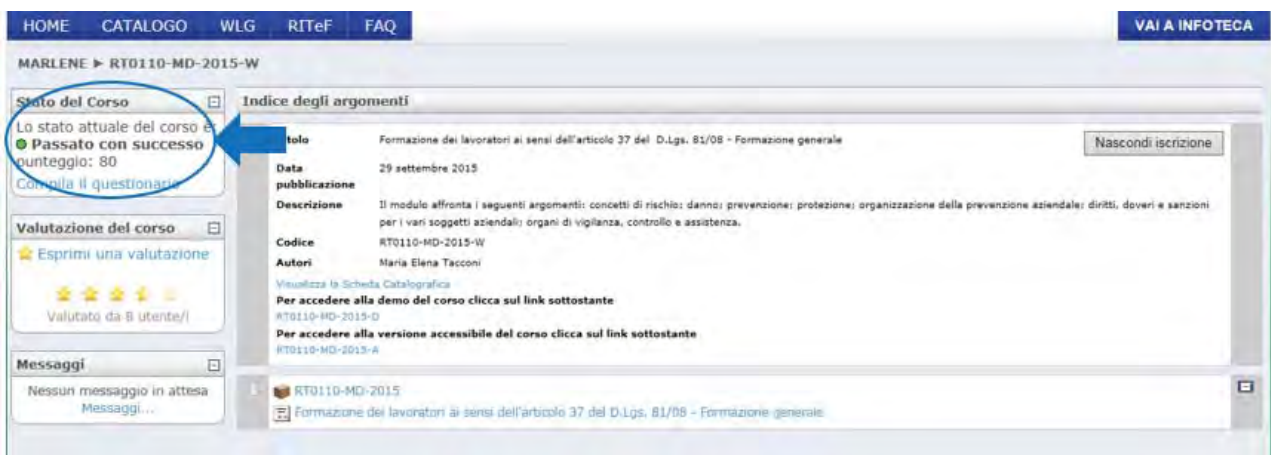 HOME CATALOGO WLG RITeF FAQ VAI A INFOTECA
MARLENE ► RT0110-MD-2015-W
Stato del Corso
Lo stato attuale del corso è:
Passato con successo
punteggio: 80
Compila il questionario
Valutazione del corso
Esprimi una valutazione
Valutato da 8 utente/i
Messaggi
Nessun messaggio in attesa
Messaggi...
Indice degli argomenti
Titolo Formazione dei lavoratori ai sensi dell'articolo 37 del D.Lgs. 81/08 - Formazione generale
Nascondi iscrizione
Data pubblicazione 29 settembre 2015
Descrizione Il modulo affronta i seguenti argomenti: concetti di rischio; danno; prevenzione; protezione; organizzazione della prevenzione aziendale; diritti, doveri e sanzioni
per i vari soggetti aziendali; organi di vigilanza, controllo e assistenza.
Codice RT0110-MD-2015-W
Autori Maria Elena Tacconi
Visualizza la Scheda Catalografica
Per accedere alla demo del corso clicca sul link sottostante
RT0110-MD-2015-D
Per accedere alla versione accessibile del corso clicca sul link sottostante
RT0110-MD-2015-A
1 RT0110-MD-2015
Formazione dei lavoratori ai sensi dell'articolo 37 del D.Lgs. 81/08 - Formazione generale